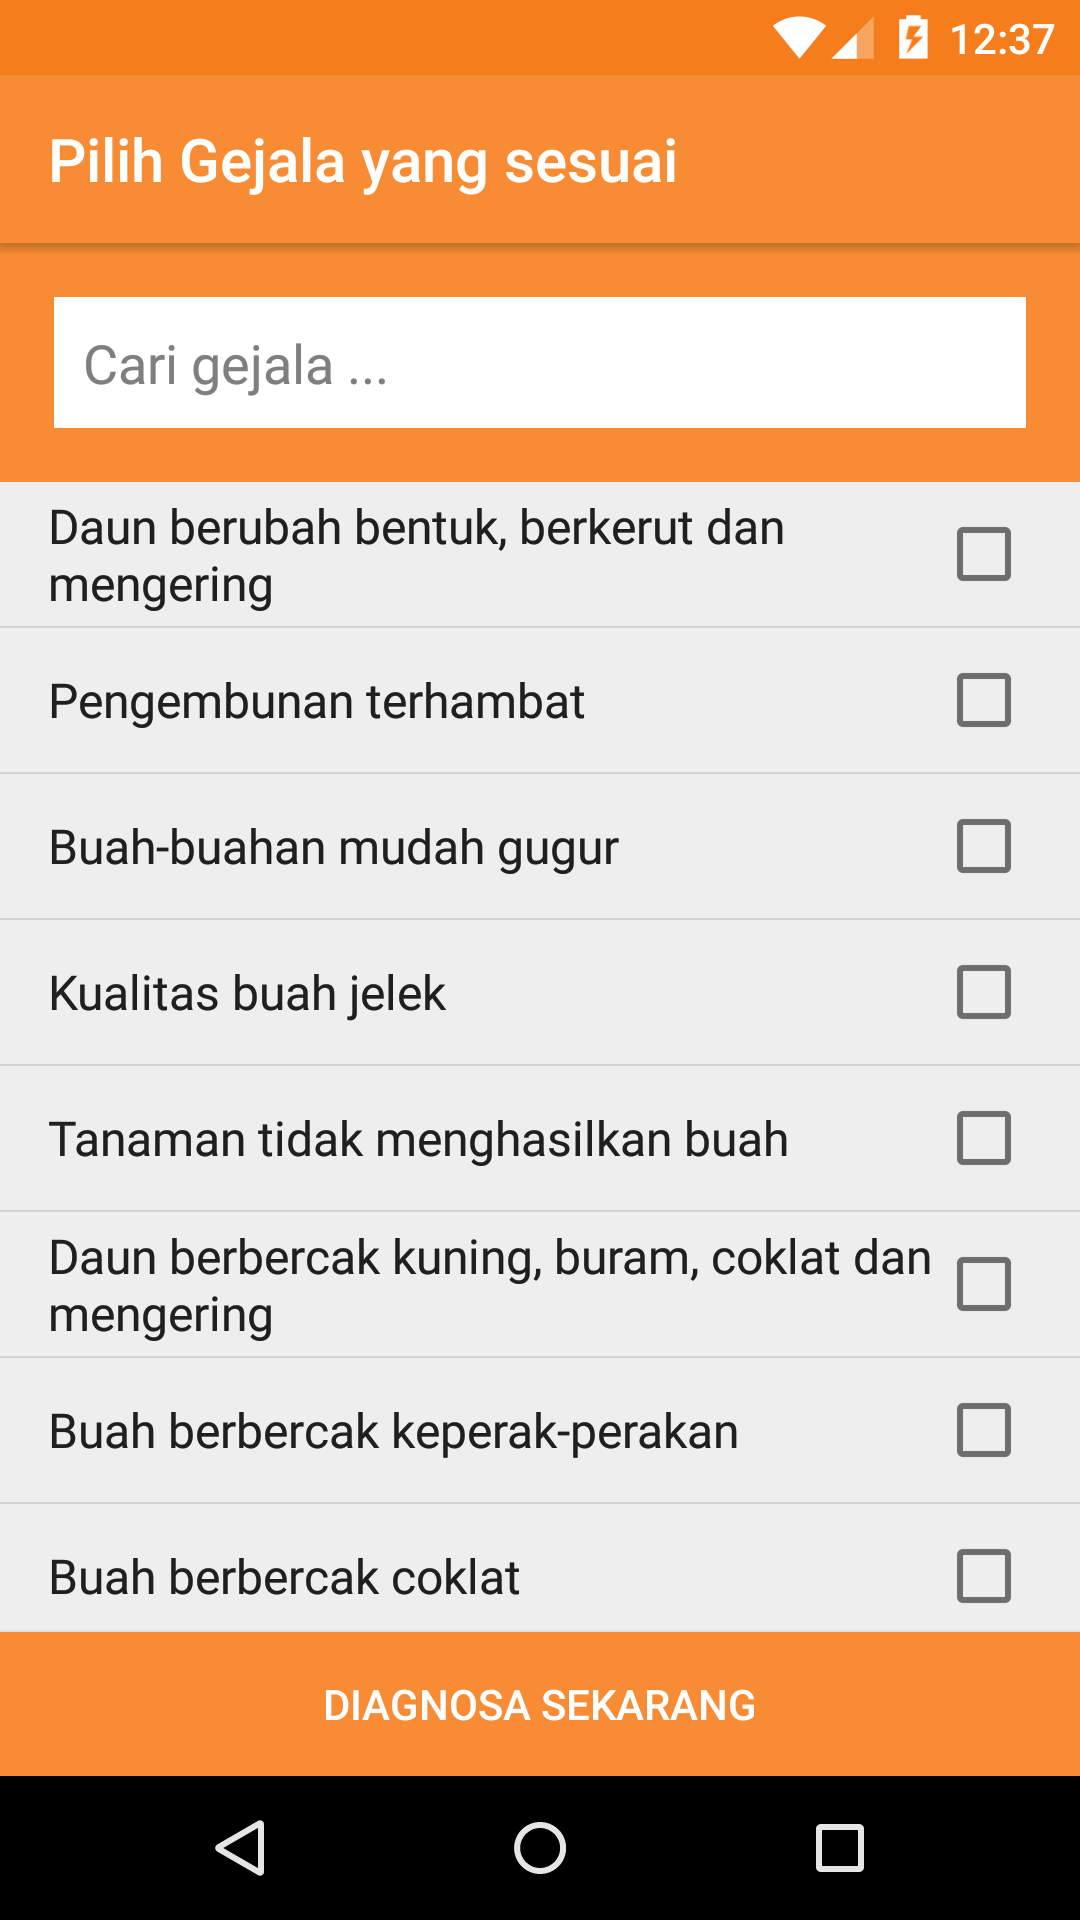 12:37
Pilih Gejala yang sesuai
Cari gejala ...
Daun berubah bentuk, berkerut dan
mengering
Pengembunan terhambat
Buah-buahan mudah gugur
Kualitas buah jelek
Tanaman tidak menghasilkan buah
Daun berbercak kuning, buram, coklat dan
mengering
Buah berbercak keperak-perakan
Buah berbercak coklat
DIAGNOSA SEKARANG